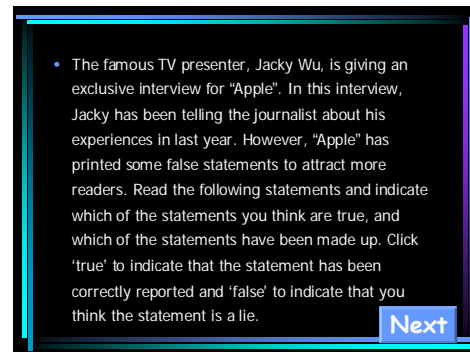 • The famous TV presenter, Jacky Wu, is giving an
exclusive interview for “Apple”. In this interview,
Jacky has been telling the journalist about his
experiences in last year. However, “Apple” has
printed some false statements to attract more
readers. Read the following statements and indicate
which of the statements you think are true, and
which of the statements have been made up. Click
‘true’ to indicate that the statement has been
correctly reported and ‘false’ to indicate that you
think the statement is a lie.
Next